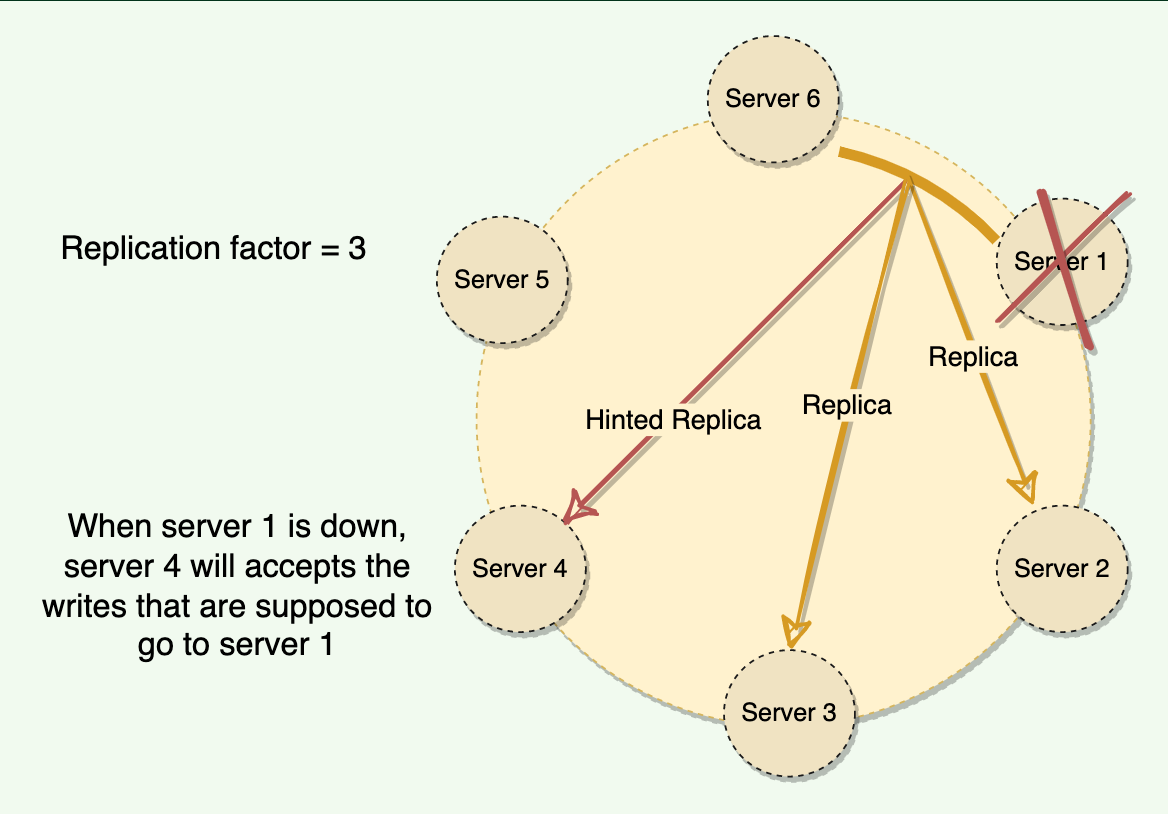 Server 6
Replication factor = 3
Server 5
Server 1
Replica
Replica
Hinted Replica
When server 1 is down,
server 4 will accepts the
writes that are supposed to
go to server 1
Server 4
Server 2
Server 3